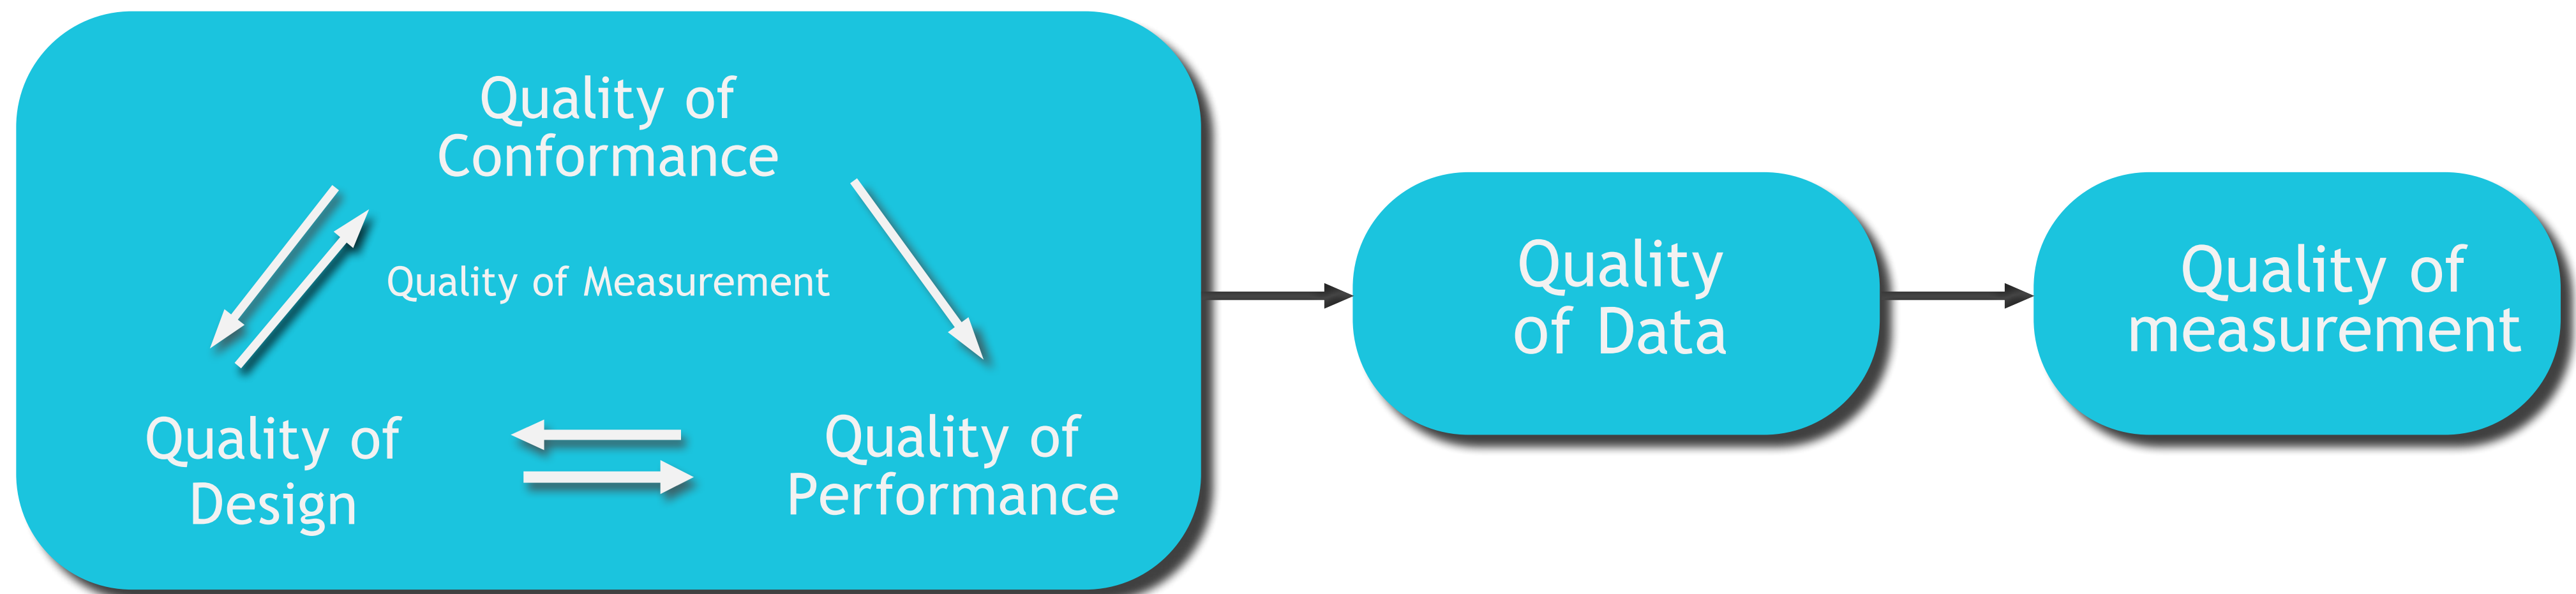 Quality of
Conformance
Quality of Measurement
Quality of
Design
Quality of
Performance
Quality
of Data
Quality of
measurement